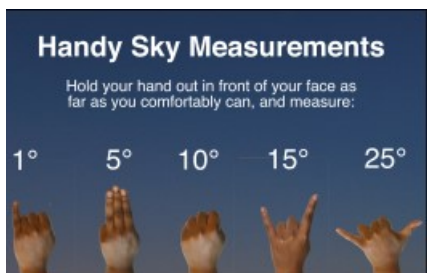 Handy Sky Measurements
Hold your hand out in front of your face as
far as you comfortably can, and measure:
1° 5° 10° 15° 25°